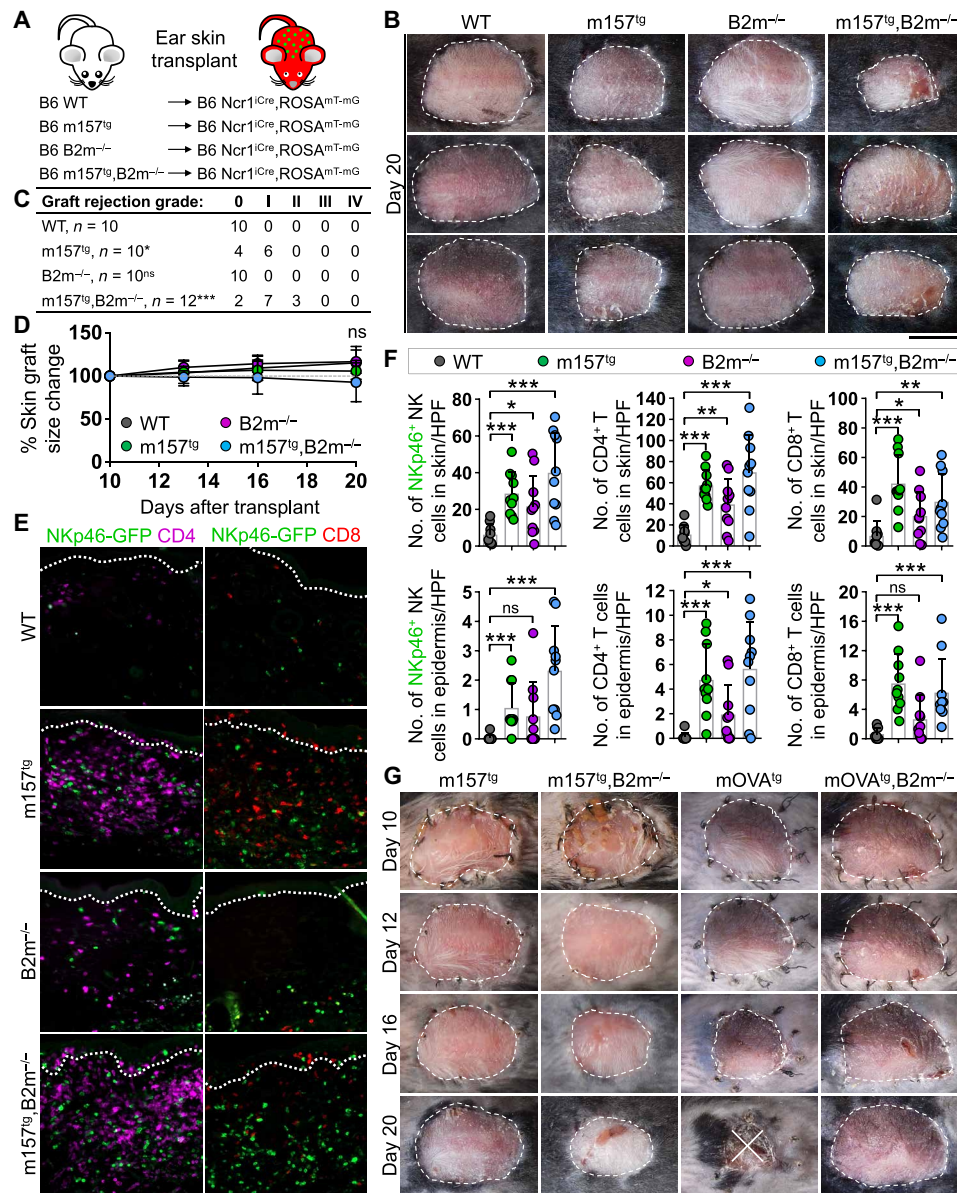 A
Ear skin
transplant
B6 WT → B6 Ncr1iCre,ROSAmT-mG
B6 m157tg → B6 Ncr1iCre,ROSAmT-mG
B6 B2m–/– → B6 Ncr1iCre,ROSAmT-mG
B6 m157tg,B2m–/– → B6 Ncr1iCre,ROSAmT-mG
B
WT m157tg B2m–/– m157tg,B2m–/–
Day 20
C
Graft rejection grade: 0 I II III IV
WT, n = 10 10 0 0 0 0
m157tg, n = 10* 4 6 0 0 0
B2m–/–, n = 10ns 10 0 0 0 0
m157tg,B2m–/–, n = 12*** 2 7 3 0 0
D
% Skin graft
size change
150
100
50
0
ns
WT B2m–/–
m157tg m157tg,B2m–/–
10 12 14 16 18 20
Days after transplant
E
NKp46-GFP CD4 NKp46-GFP CD8
WT
m157tg
B2m–/–
m157tg,B2m–/–
F
WT m157tg B2m–/– m157tg,B2m–/–
No. of NKp46+ NK
cells in skin/HPF
80
60
40
20
0
***
*
***
No. of CD4+ T
cells in skin/HPF
140
120
100
80
60
40
20
0
***
**
***
No. of CD8+ T
cells in skin/HPF
100
80
60
40
20
0
**
*
***
No. of NKp46+ NK
cells in epidermis/HPF
5
4
3
2
1
0
***
ns
***
No. of CD4+ T cells
in epidermis/HPF
12
10
8
6
4
2
0
***
*
***
No. of CD8+ T cells
in epidermis/HPF
20
16
12
8
4
0
***
ns
***
G
m157tg m157tg,B2m–/– mOVAtg mOVAtg,B2m–/–
Day 10
Day 12
Day 16
Day 20